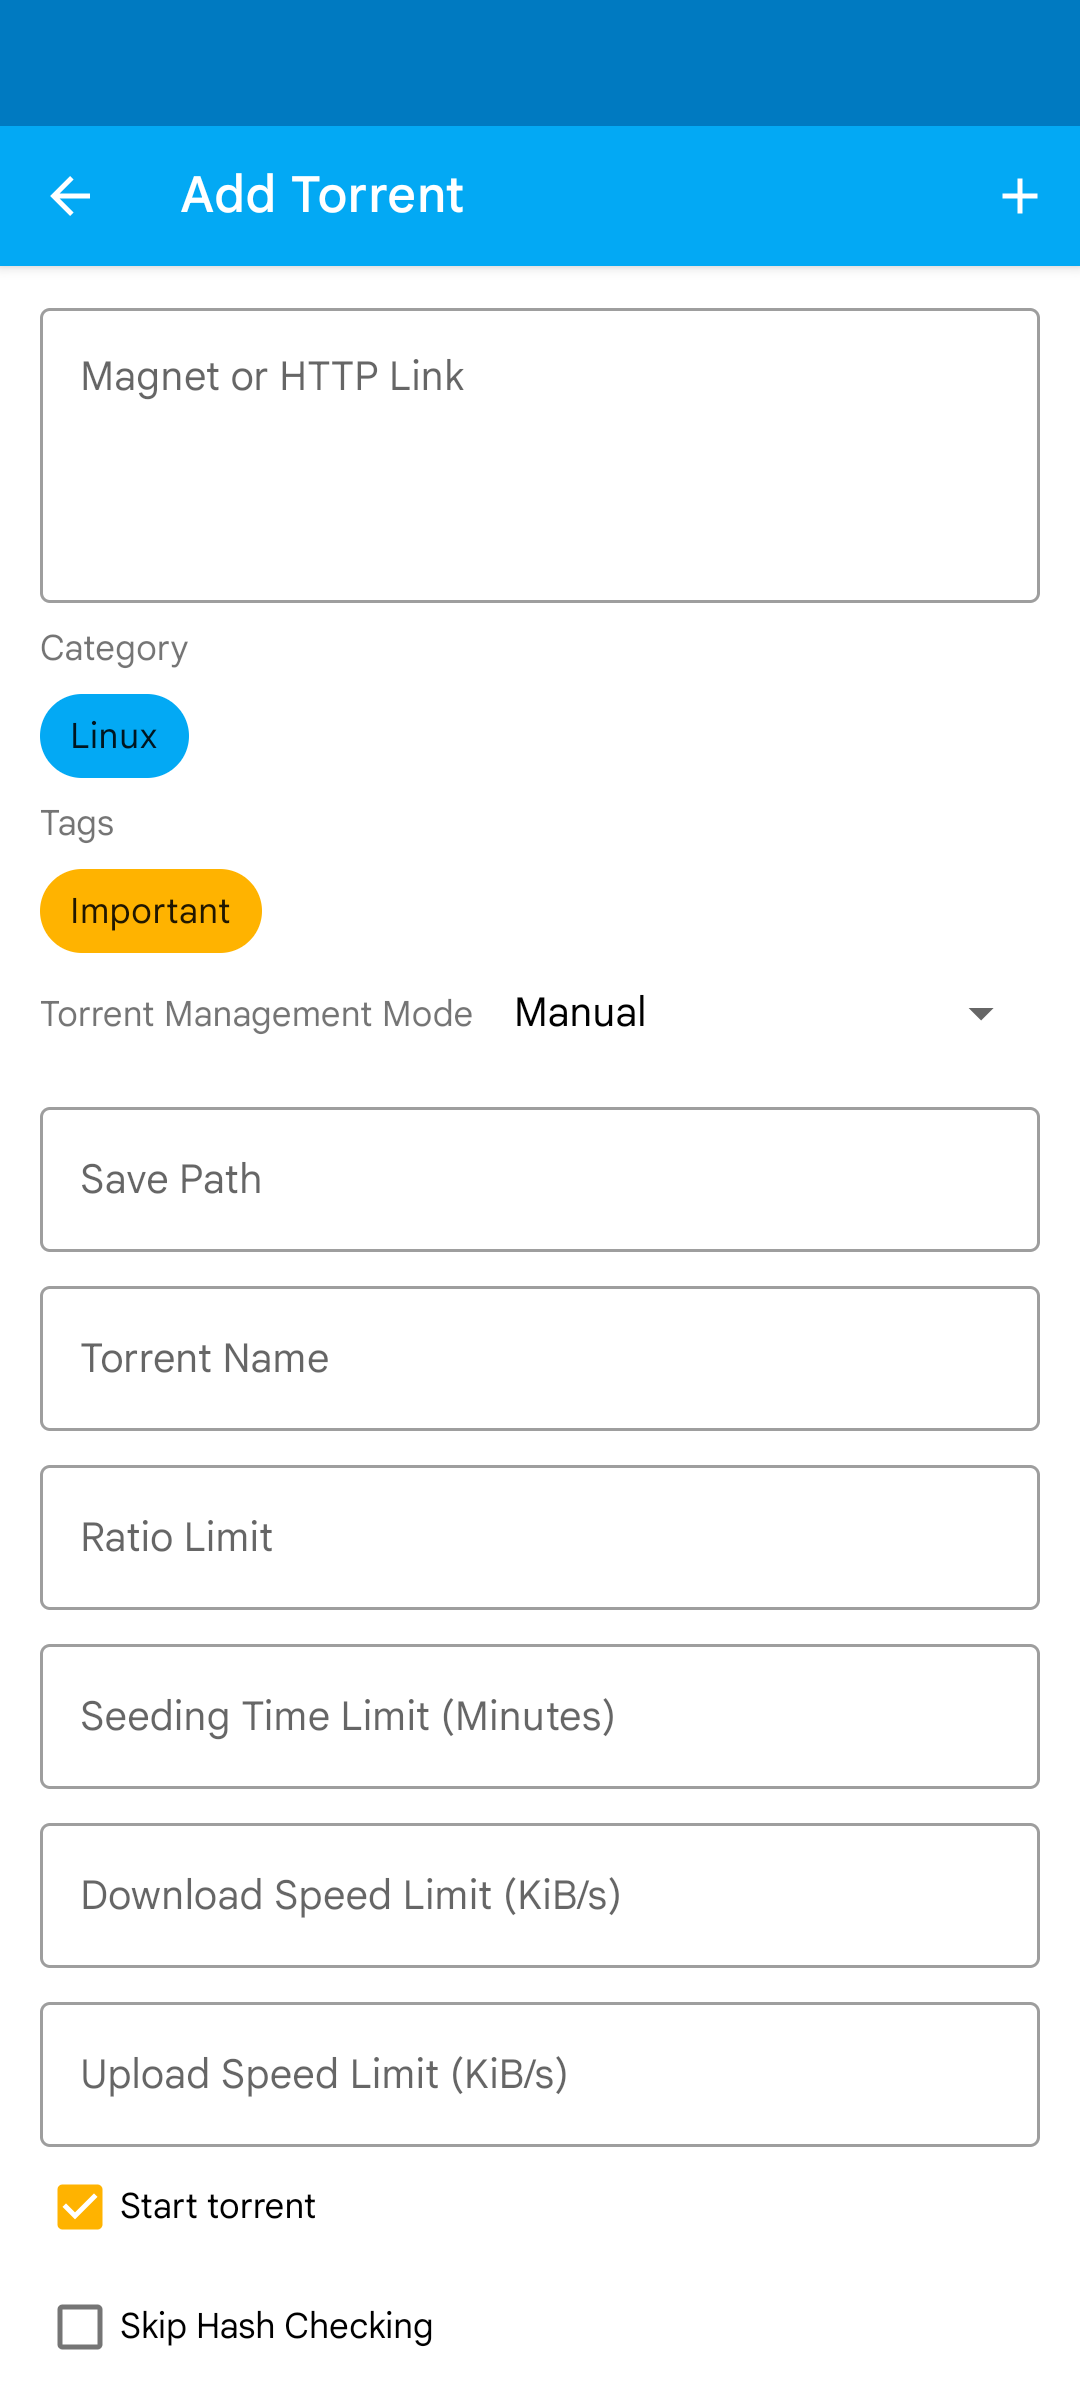 Add Torrent
Magnet or HTTP Link
Category
Linux
Tags
Important
Torrent Management Mode Manual
Save Path
Torrent Name
Ratio Limit
Seeding Time Limit (Minutes)
Download Speed Limit (KiB/s)
Upload Speed Limit (KiB/s)
Start torrent
Skip Hash Checking